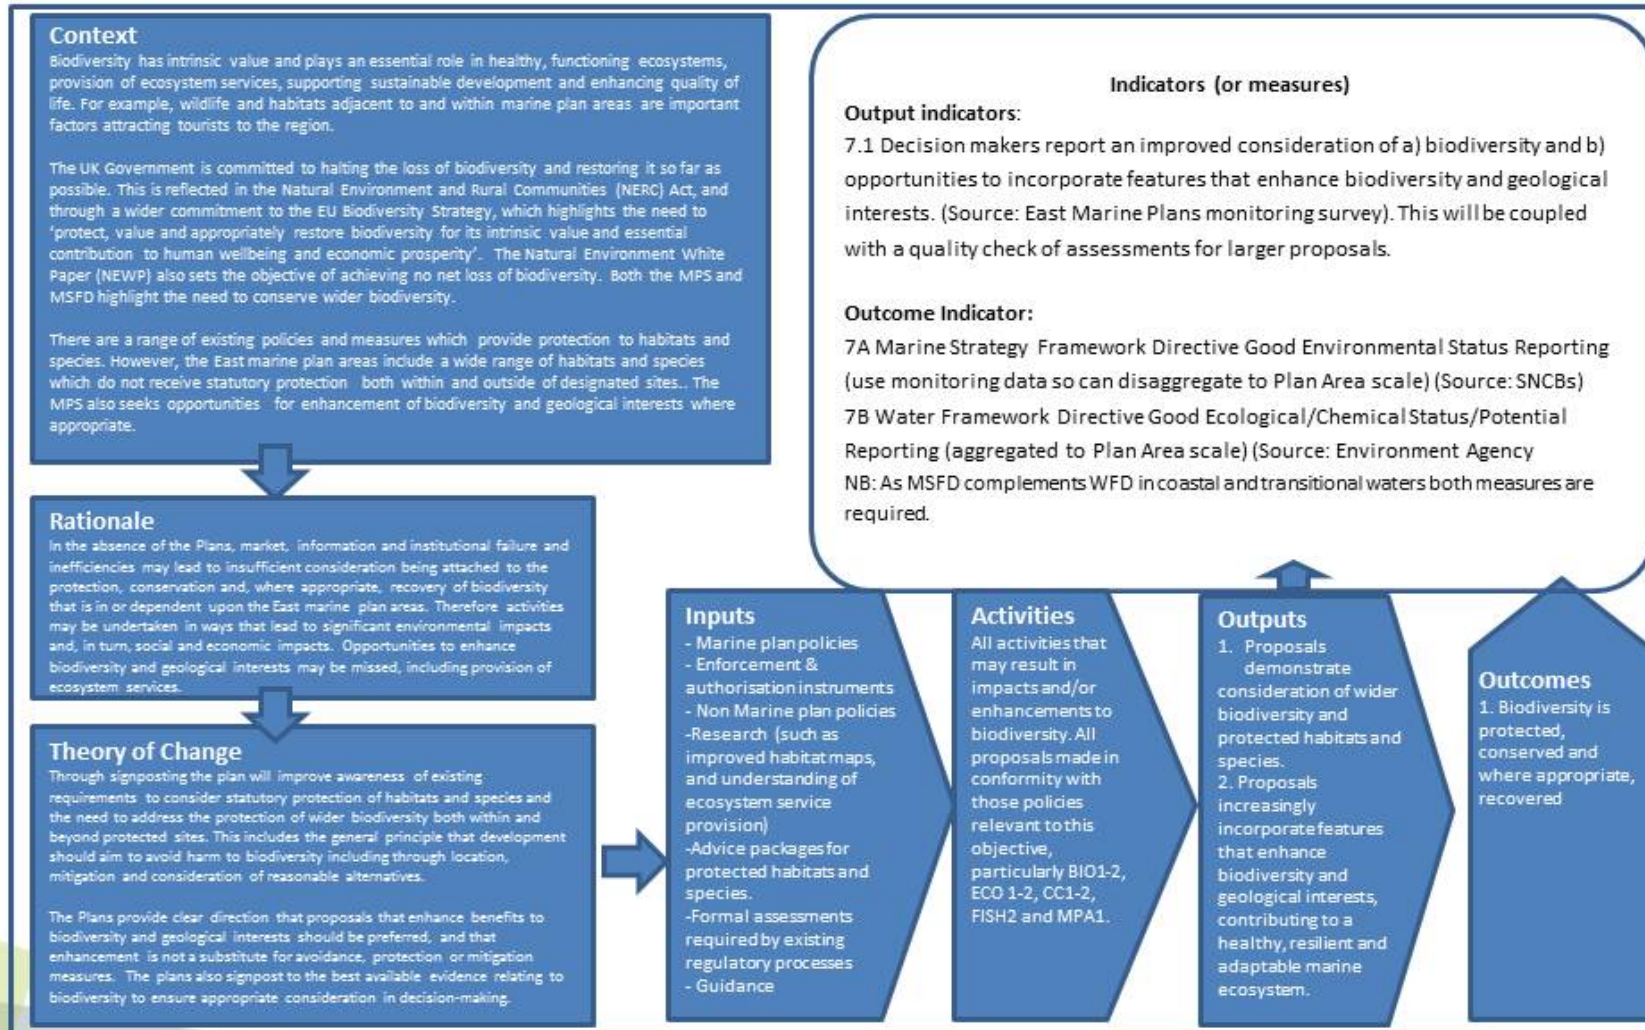 Context
Biodiversity has intrinsic value and plays an essential role in healthy, functioning ecosystems,
provision of ecosystem services, supporting sustainable development and enhancing quality of
life. For example, wildlife and habitats adjacent to and within marine plan areas are important
factors attracting tourists to the region.
The UK Government is committed to halting the loss of biodiversity and restoring it so far as
possible. This is reflected in the Natural Environment and Rural Communities (NERC) Act, and
through a wider commitment to the EU Biodiversity Strategy, which highlights the need to
‘protect, value and appropriately restore biodiversity for its intrinsic value and essential
contribution to human wellbeing and economic prosperity’. The Natural Environment White
Paper (NEWP) also sets the objective of achieving no net loss of biodiversity. Both the MPS and
MSFD highlight the need to conserve wider biodiversity.
There are a range of existing policies and measures which provide protection to habitats and
species. However, the East marine plan areas include a wide range of habitats and species
which do not receive statutory protection both within and outside of designated sites.. The
MPS also seeks opportunities for enhancement of biodiversity and geological interests where
appropriate.
Rationale
In the absence of the Plans, market, information and institutional failure and
inefficiencies may lead to insufficient consideration being attached to the
protection, conservation and, where appropriate, recovery of biodiversity
that is in or dependent upon the East marine plan areas. Therefore activities
may be undertaken in ways that lead to significant environmental impacts
and, in turn, social and economic impacts. Opportunities to enhance
biodiversity and geological interests may be missed, including provision of
ecosystem services.
Theory of Change
Through signposting the plan will improve awareness of existing
requirements to consider statutory protection of habitats and species and
the need to address the protection of wider biodiversity both within and
beyond protected sites. This includes the general principle that development
should aim to avoid harm to biodiversity including through location,
mitigation and consideration of reasonable alternatives.
The Plans provide clear direction that proposals that enhance benefits to
biodiversity and geological interests should be preferred, and that
enhancement is not a substitute for avoidance, protection or mitigation
measures. The plans also signpost to the best available evidence relating to
biodiversity to ensure appropriate consideration in decision-making.
Inputs
- Marine plan policies
- Enforcement &
authorisation instruments
- Non Marine plan policies
-Research (such as
improved habitat maps,
and understanding of
ecosystem service
provision)
-Advice packages for
protected habitats and
species.
-Formal assessments
required by existing
regulatory processes
- Guidance
Activities
All activities that
may result in
impacts and/or
enhancements to
biodiversity. All
proposals made in
conformity with
those policies
relevant to this
objective,
particularly BIO1-2,
ECO 1-2, CC1-2,
FISH2 and MPA1.
Outputs
1. Proposals
demonstrate
consideration of wider
biodiversity and
protected habitats and
species.
2. Proposals
increasingly
incorporate features
that enhance
biodiversity and
geological interests,
contributing to a
healthy, resilient and
adaptable marine
ecosystem.
Outcomes
1. Biodiversity is
protected,
conserved and
where appropriate,
recovered
Indicators (or measures)
Output indicators:
7.1 Decision makers report an improved consideration of a) biodiversity and b)
opportunities to incorporate features that enhance biodiversity and geological
interests. (Source: East Marine Plans monitoring survey). This will be coupled
with a quality check of assessments for larger proposals.
Outcome Indicator:
7A Marine Strategy Framework Directive Good Environmental Status Reporting
(use monitoring data so can disaggregate to Plan Area scale) (Source: SNCBs)
7B Water Framework Directive Good Ecological/Chemical Status/Potential
Reporting (aggregated to Plan Area scale) (Source: Environment Agency
NB: As MSFD complements WFD in coastal and transitional waters both measures are
required.